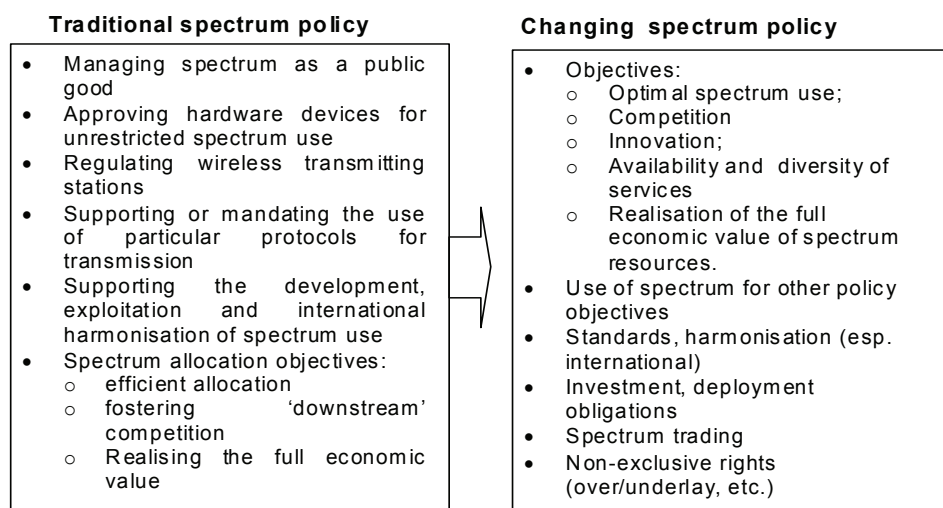 Traditional spectrum policy
• Managing spectrum as a public
good
• Approving hardware devices for
unrestricted spectrum use
• Regulating wireless transmitting
stations
• Supporting or mandating the use
of particular protocols for
transmission
• Supporting the development,
exploitation and international
harmonisation of spectrum use
• Spectrum allocation objectives:
o efficient allocation
o fostering ‘downstream’
competition
o Realising the full economic
value
Changing spectrum policy
• Objectives:
o Optimal spectrum use;
o Competition
o Innovation;
o Availability and diversity of
services
o Realisation of the full
economic value of spectrum
resources.
• Use of spectrum for other policy
objectives
• Standards, harmonisation (esp.
international)
• Investment, deployment
obligations
• Spectrum trading
• Non-exclusive rights
(over/underlay, etc.)